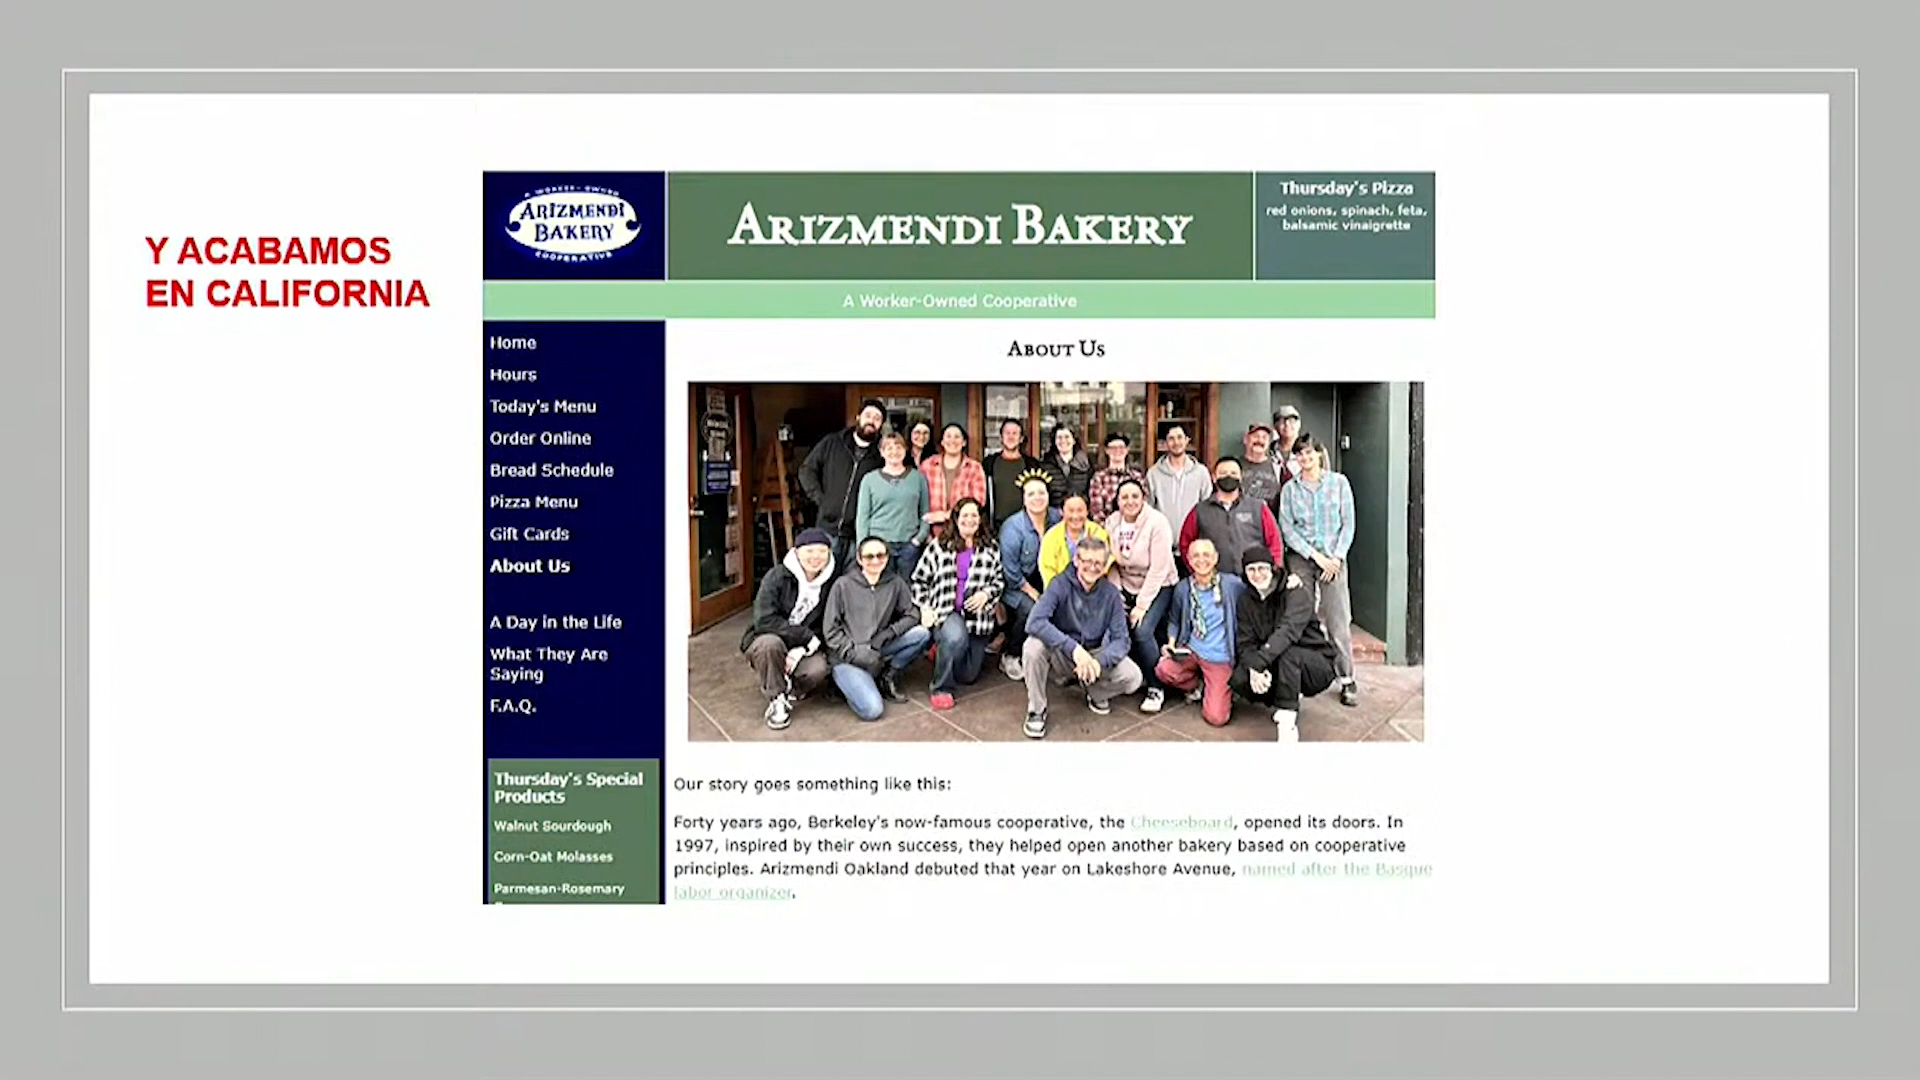 Y ACABAMOS
EN CALIFORNIA
A WORKER-OWNED
ARIZMENDI
BAKERY
COOPERATIVE
ARIZMENDI BAKERY
Thursday's Pizza
red onions, spinach, feta,
balsamic vinaigrette
A Worker-Owned Cooperative
Home
Hours
Today's Menu
Order Online
Bread Schedule
Pizza Menu
Gift Cards
About Us
A Day in the Life
What They Are
Saying
F.A.Q.
Thursday's Special
Products
Walnut Sourdough
Corn-Oat Molasses
Parmesan-Rosemary
ABOUT US
Our story goes something like this:
Forty years ago, Berkeley's now-famous cooperative, the Cheeseboard, opened its doors. In
1997, inspired by their own success, they helped open another bakery based on cooperative
principles. Arizmendi Oakland debuted that year on Lakeshore Avenue, named after the Basque
labor organizer.